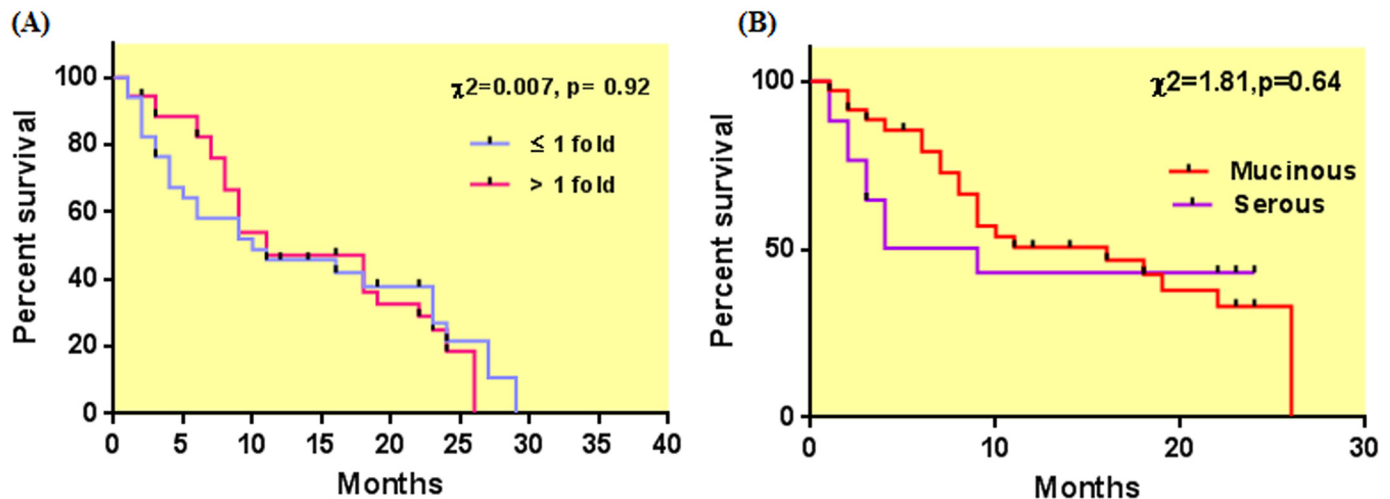 (A)
Percent survival
100
80
60
40
20
0
χ2=0.007, p= 0.92
≤ 1 fold
> 1 fold
0 5 10 15 20 25 30 35 40
Months
(B)
Percent survival
100
50
0
χ2=1.81,p=0.64
Mucinous
Serous
0 10 20 30
Months